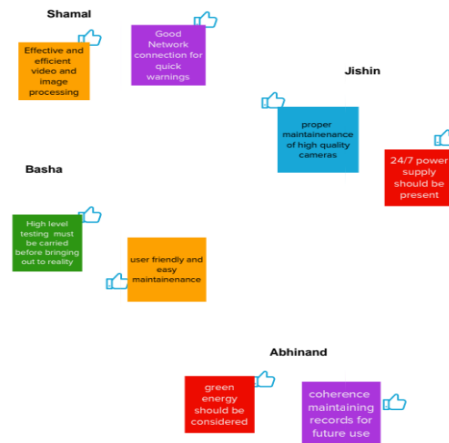 Shamal
Effective and
efficient
video and
image
processing
Good
Network
connection for
quick
warnings
Jishin
proper
maintainenance
of high quality
cameras
24/7 power
supply
should be
present
Basha
High level
testing must
be carried
before bringing
out to reality
user friendly and
easy
maintainenance
Abhinand
green
energy
should be
considered
coherence
maintaining
records for
future use